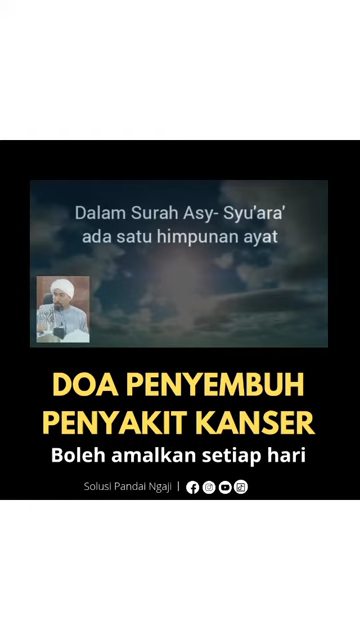 Dalam Surah Asy- Syu'ara'
ada satu himpunan ayat
DOA PENYEMBUH
PENYAKIT KANSER
Boleh amalkan setiap hari
Solusi Pandai Ngaji |